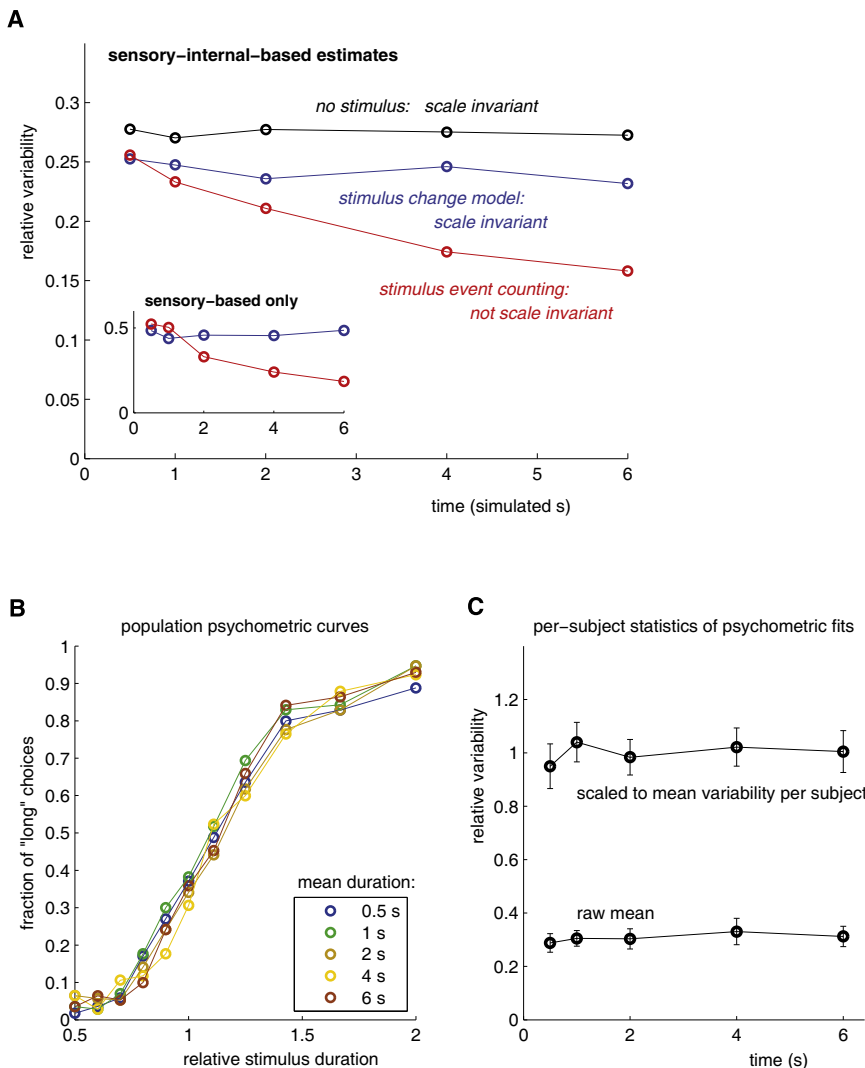 A
sensory−internal−based estimates
0.3
0.25
0.2
0.15
0.1
0.05
0
relative variability
no stimulus: scale invariant
stimulus change model:
scale invariant
stimulus event counting:
not scale invariant
sensory−based only
0.5
0
2
4
6
0
1
2
3
4
5
6
time (simulated s)
B
population psychometric curves
1
0.9
0.8
0.7
0.6
0.5
0.4
0.3
0.2
0.1
0
fraction of "long" choices
mean duration:
0.5 s
1 s
2 s
4 s
6 s
0.5
1
1.5
2
relative stimulus duration
C
per−subject statistics of psychometric fits
1.2
1
0.8
0.6
0.4
0.2
0
relative variability
scaled to mean variability per subject
raw mean
0
2
4
6
time (s)